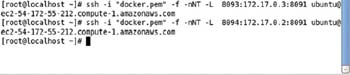 [root@localhost ~]# ssh -i "docker.pem" -f -nNT -L  8093:172.17.0.3:8091 ubuntu@
ec2-54-172-55-212.compute-1.amazonaws.com
[root@localhost ~]# ssh -i "docker.pem" -f -nNT -L  8094:172.17.0.2:8091 ubuntu@
ec2-54-172-55-212.compute-1.amazonaws.com
[root@localhost ~]#